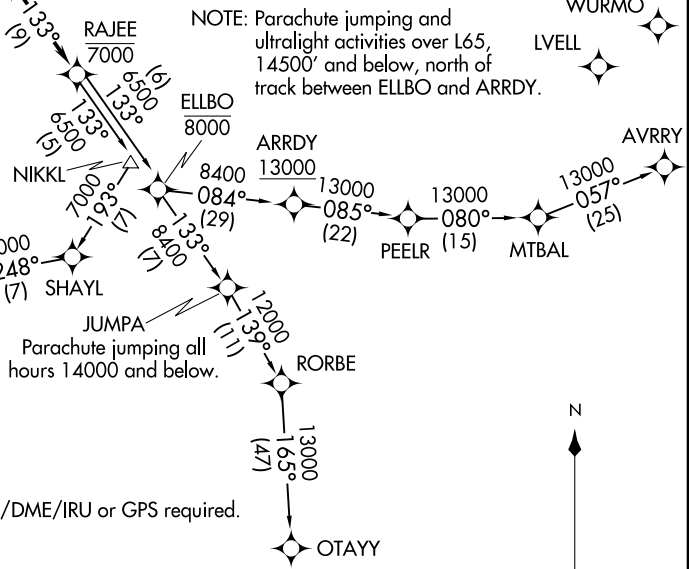 133°
(9)
RAJEE
7000
NOTE: Parachute jumping and
ultralight activities over L65,
14500' and below, north of
track between ELLBO and ARRDY.
WURMO
LVELL
(6)
6500
133°
133°
6500
(5)
ELLBO
8000
NIKKL
ARRDY
13000
AVRRY
8400
084°
(29)
13000
085°
(22)
PEELR
13000
080°
(15)
MTBAL
13000
057°
(25)
7000
193°
248°
(7)
SHAYL
133°
8400
(7)
JUMPA
Parachute jumping all
hours 14000 and below.
12000
139°
(11)
RORBE
13000
165°
(47)
N
/DME/IRU or GPS required.
OTAYY